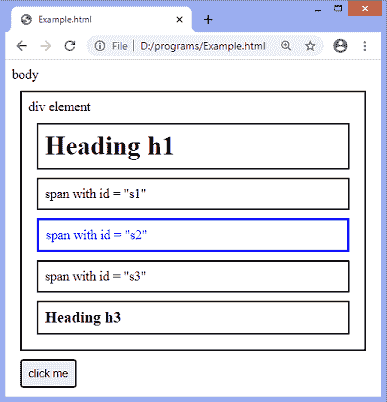 Example.html
File
D:/programs/Example.html
body
div element
Heading h1
span with id = "s1"
span with id = "s2"
span with id = "s3"
Heading h3
click me